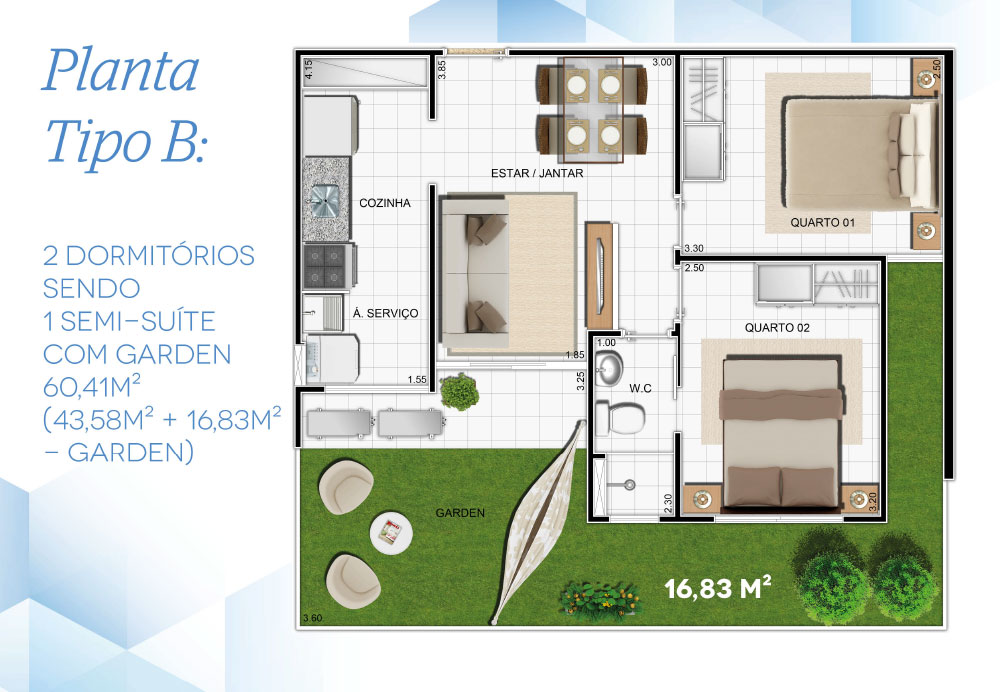 Planta
Tipo B:
2 DORMITÓRIOS
SENDO
1 SEMI-SUÍTE
COM GARDEN
60,41M²
(43,58M² + 16,83M²
- GARDEN)
4.15
3.85
3.00
2.50
ESTAR / JANTAR
COZINHA
QUARTO 01
3.30
2.50
Á. SERVIÇO
QUARTO 02
1.00
1.85
1.55
3.25
W.C
2.30
3.20
GARDEN
16,83 M²
3.60